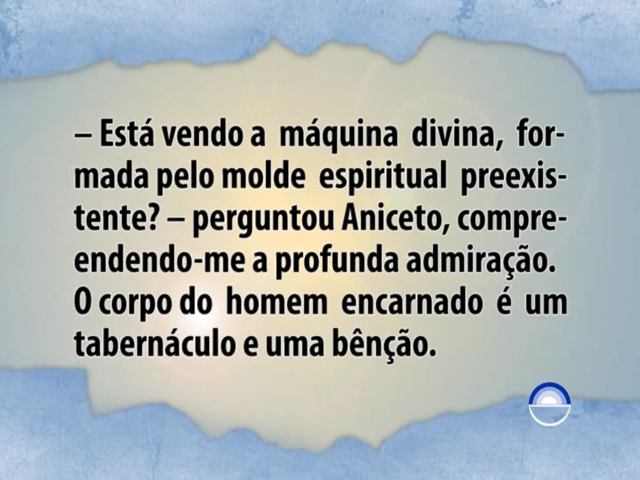 – Está vendo a máquina divina, for-
mada pelo molde espiritual preexis-
tente? – perguntou Aniceto, compre-
endendo-me a profunda admiração.
O corpo do homem encarnado é um
tabernáculo e uma bênção.